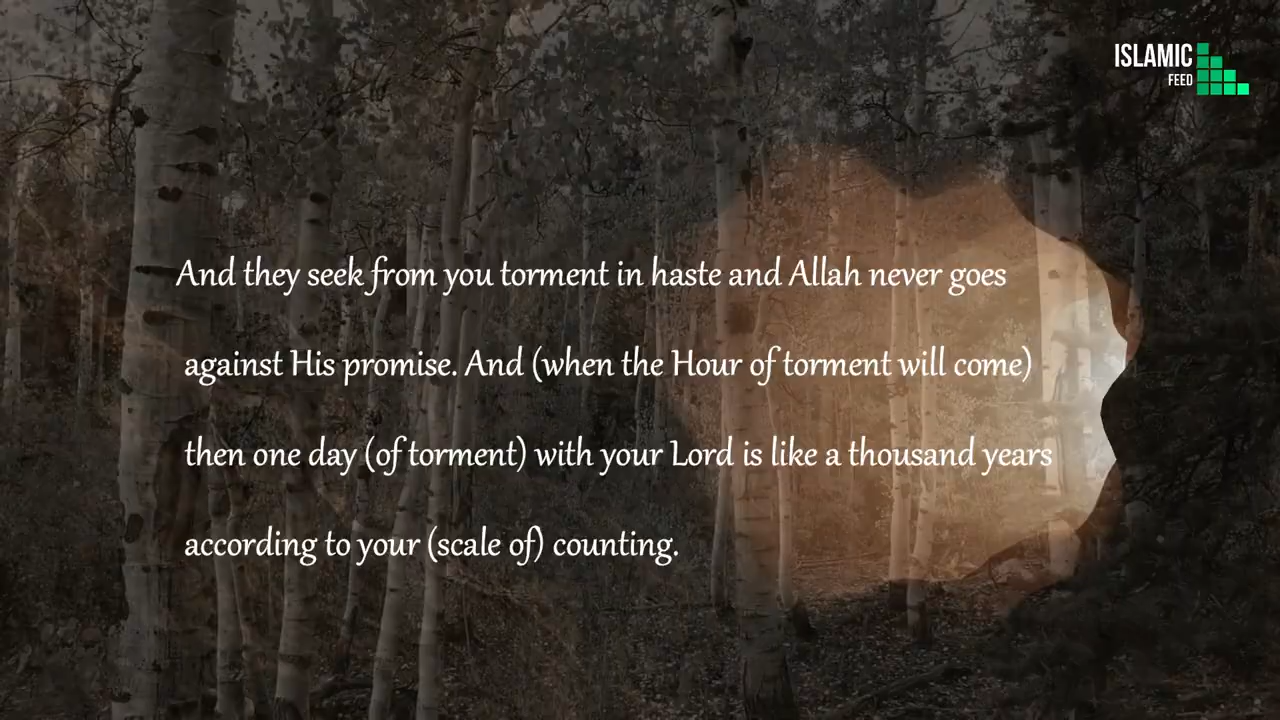 ISLAMIC
FEED
And they seek from you torment in haste and Allah never goes
against His promise. And (when the Hour of torment will come)
then one day (of torment) with your Lord is like a thousand years
according to your (scale of) counting.